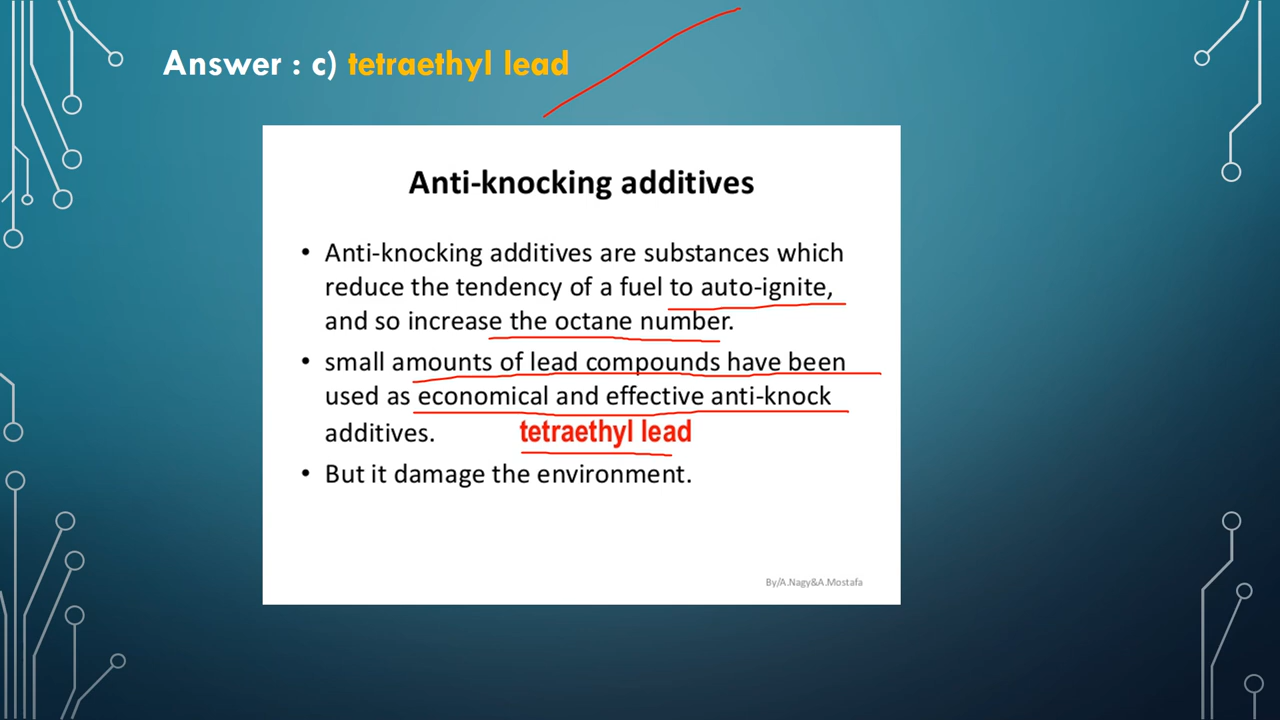 Answer : c) tetraethyl lead
Anti-knocking additives
• Anti-knocking additives are substances which
reduce the tendency of a fuel to auto-ignite,
and so increase the octane number.
• small amounts of lead compounds have been
used as economical and effective anti-knock
additives. tetraethyl lead
• But it damage the environment.
By/A.Nagy&A.Mostafa